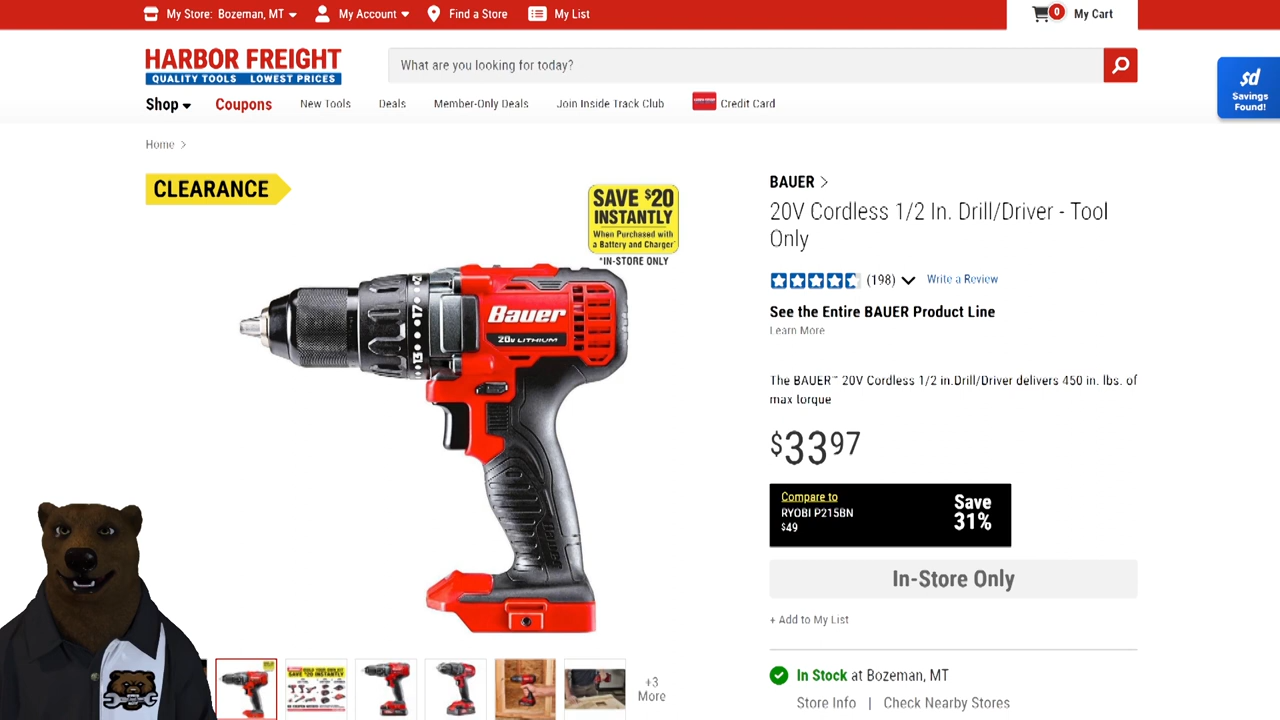 My Store: Bozeman, MT
My Account
Find a Store
My List
0
My Cart
HARBOR FREIGHT
QUALITY TOOLS LOWEST PRICES
What are you looking for today?
sd
Savings
Found!
Shop
Coupons
New Tools
Deals
Member-Only Deals
Join Inside Track Club
Credit Card
Home >
CLEARANCE
SAVE $20
INSTANTLY
When Purchased with
a Battery and Charger*
*IN-STORE ONLY
Bauer
20V LITHIUM
17
13
BAUER >
20V Cordless 1/2 In. Drill/Driver - Tool
Only
(198)
Write a Review
See the Entire BAUER Product Line
Learn More
The BAUER™ 20V Cordless 1/2 in.Drill/Driver delivers 450 in. lbs. of
max torque
$33 97
Compare to
RYOBI P215BN
$49
Save
31%
In-Store Only
+ Add to My List
In Stock at Bozeman, MT
Store Info | Check Nearby Stores
+3
More